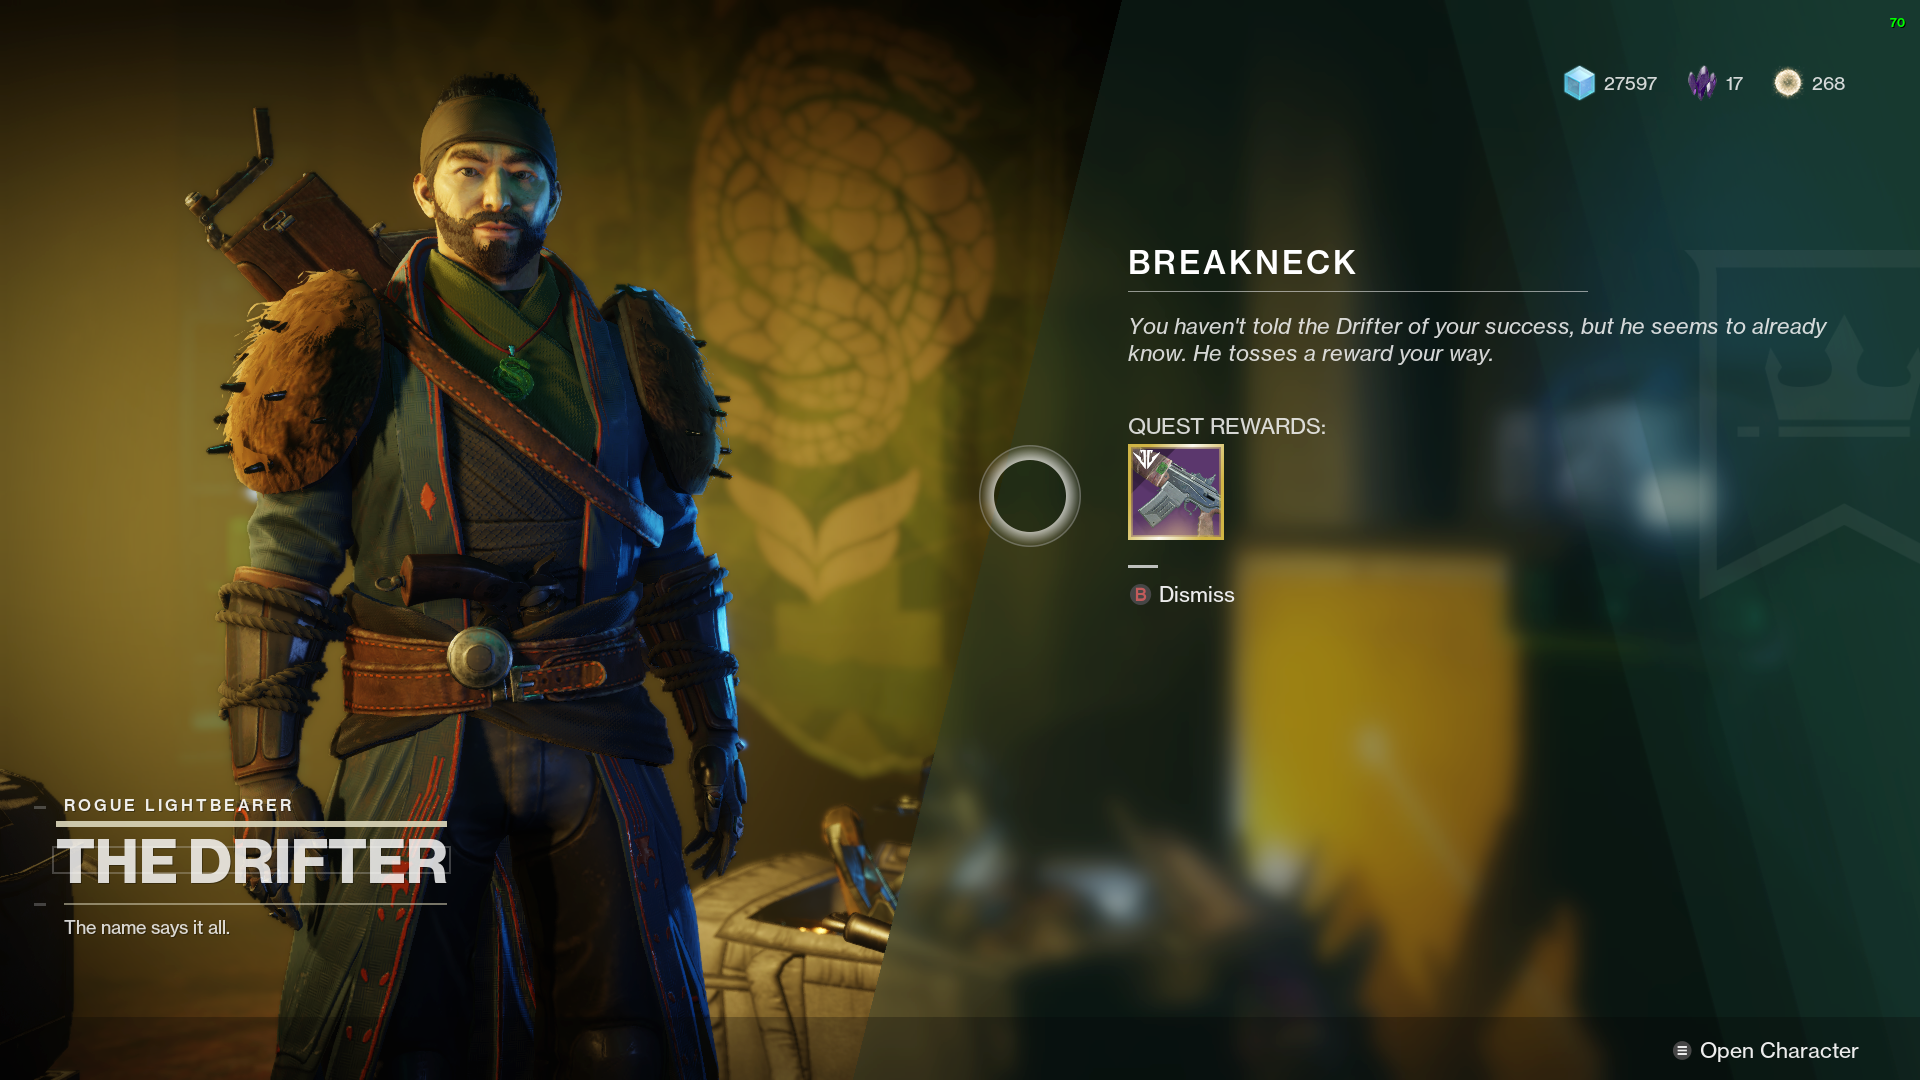 70
27597 17 268
BREAKNECK
You haven't told the Drifter of your success, but he seems to already
know. He tosses a reward your way.
QUEST REWARDS:
B Dismiss
ROGUE LIGHTBEARER
THE DRIFTER
The name says it all.
Open Character